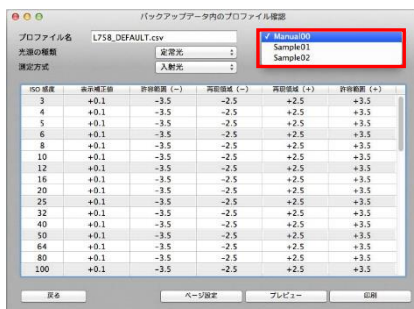 バックアップデータ内のプロファイル確認
プロファイル名 L758_DEFAULT.csv ✓ Manual00
Sample01
Sample02
光源の種類 定常光
測定方式 入射光
ISO 感度 表示補正値 許容範囲（−） 再現領域（−） 再現領域（+） 許容範囲（+）
3 +0.1 −3.5 −2.5 +2.5 +3.5
4 +0.1 −3.5 −2.5 +2.5 +3.5
5 +0.1 −3.5 −2.5 +2.5 +3.5
6 +0.1 −3.5 −2.5 +2.5 +3.5
8 +0.1 −3.5 −2.5 +2.5 +3.5
10 +0.1 −3.5 −2.5 +2.5 +3.5
12 +0.1 −3.5 −2.5 +2.5 +3.5
16 +0.1 −3.5 −2.5 +2.5 +3.5
20 +0.1 −3.5 −2.5 +2.5 +3.5
25 +0.1 −3.5 −2.5 +2.5 +3.5
32 +0.1 −3.5 −2.5 +2.5 +3.5
40 +0.1 −3.5 −2.5 +2.5 +3.5
50 +0.1 −3.5 −2.5 +2.5 +3.5
64 +0.1 −3.5 −2.5 +2.5 +3.5
80 +0.1 −3.5 −2.5 +2.5 +3.5
100 +0.1 −3.5 −2.5 +2.5 +3.5
戻る ページ設定 プレビュー 印刷